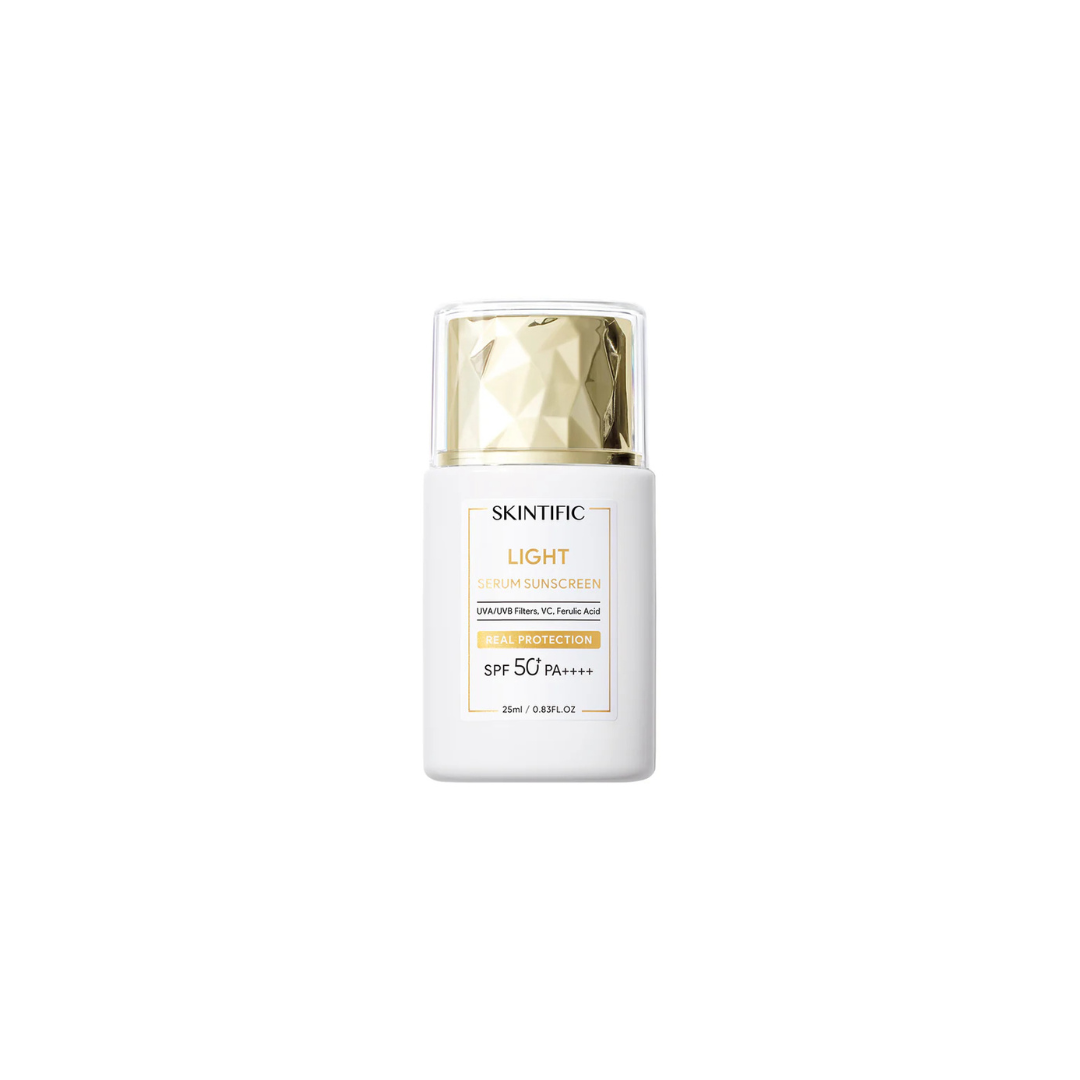 SKINTIFIC
LIGHT
SERUM SUNSCREEN
UVA/UVB Filters, VC, Ferulic Acid
REAL PROTECTION
SPF 50+ PA++++
25ml / 0.83FL.OZ